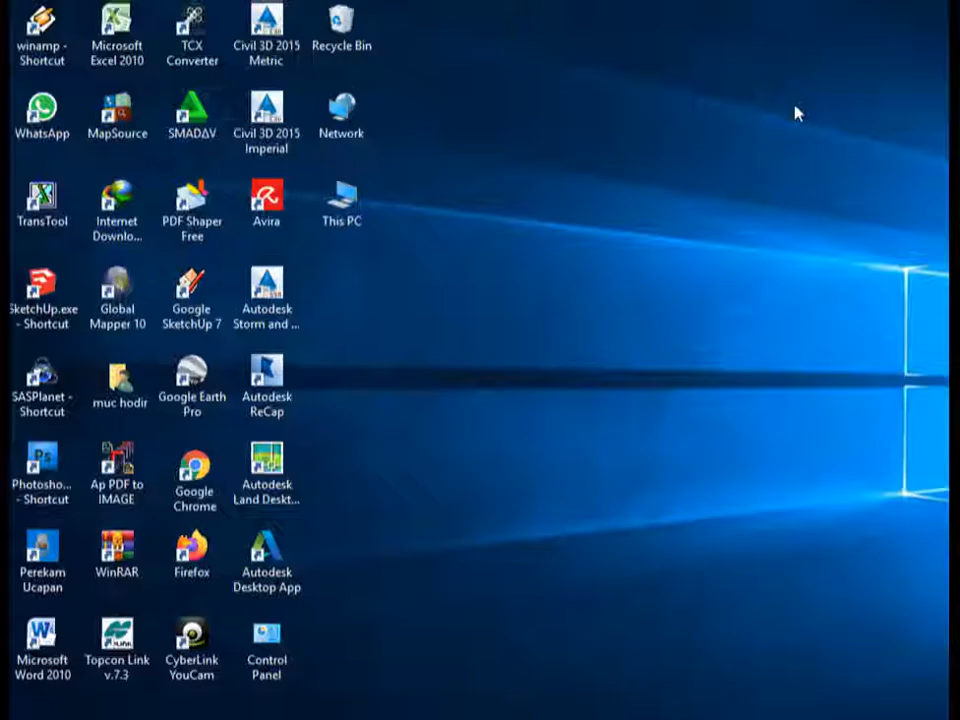 winamp -
Shortcut
Microsoft
Excel 2010
TCX
Converter
Civil 3D 2015
Metric
Recycle Bin
WhatsApp
MapSource
SMADΔV
Civil 3D 2015
Imperial
Network
TransTool
Internet
Downlo...
PDF Shaper
Free
Avira
This PC
SketchUp.exe
- Shortcut
Global
Mapper 10
Google
SketchUp 7
Autodesk
Storm and ...
SASPlanet -
Shortcut
muc hodir
Google Earth
Pro
Autodesk
ReCap
Photosho...
- Shortcut
Ap PDF to
IMAGE
Google
Chrome
Autodesk
Land Deskt...
Perekam
Ucapan
WinRAR
Firefox
Autodesk
Desktop App
Microsoft
Word 2010
Topcon Link
v.7.3
CyberLink
YouCam
Control
Panel